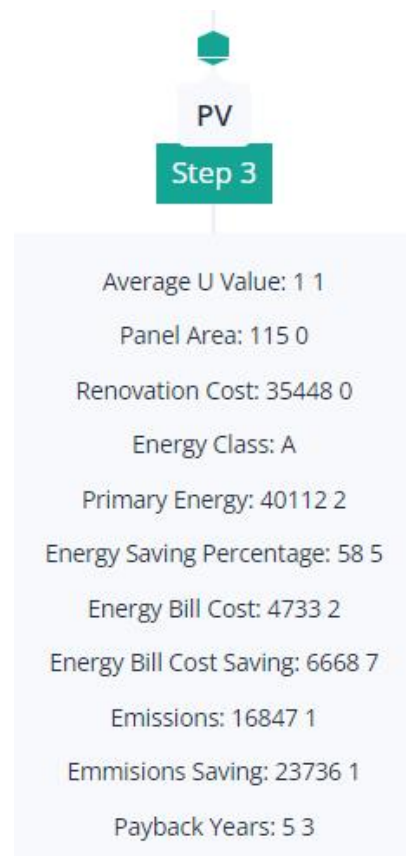 PV
Step 3
Average U Value: 1 1
Panel Area: 115 0
Renovation Cost: 35448 0
Energy Class: A
Primary Energy: 40112 2
Energy Saving Percentage: 58 5
Energy Bill Cost: 4733 2
Energy Bill Cost Saving: 6668 7
Emissions: 16847 1
Emmisions Saving: 23736 1
Payback Years: 5 3